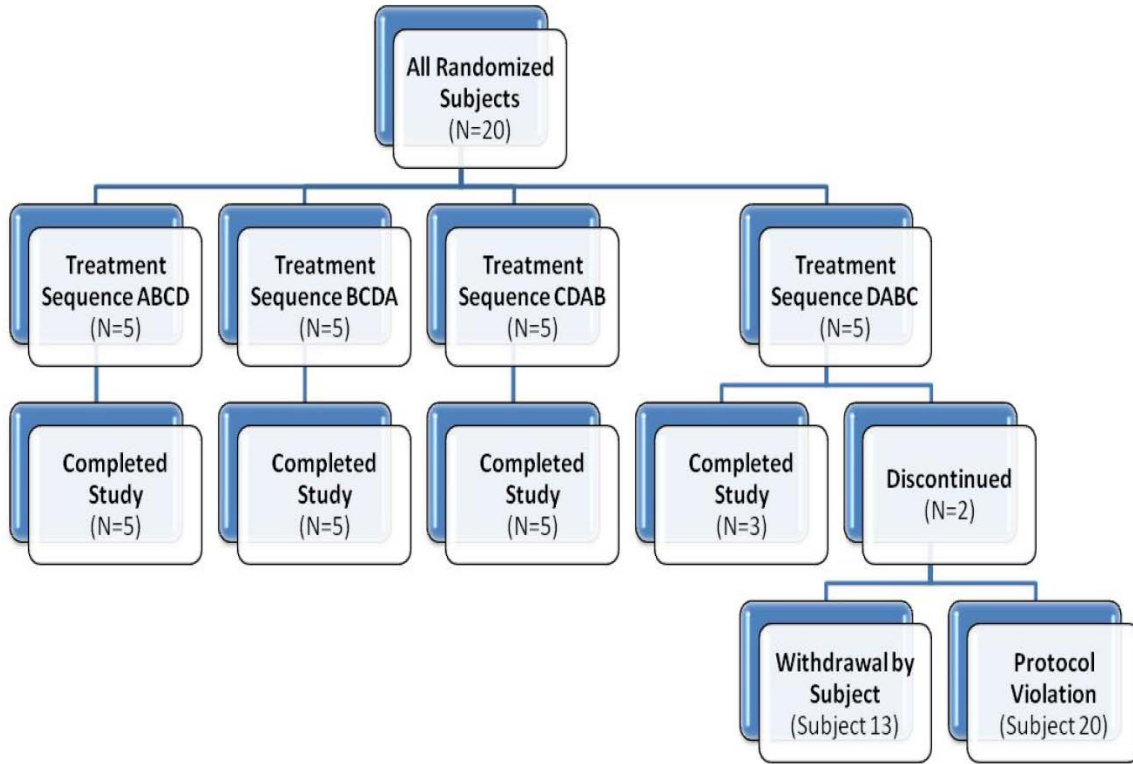 All Randomized
Subjects
(N=20)
Treatment
Sequence ABCD
(N=5)
Treatment
Sequence BCDA
(N=5)
Treatment
Sequence CDAB
(N=5)
Treatment
Sequence DABC
(N=5)
Completed
Study
(N=5)
Completed
Study
(N=5)
Completed
Study
(N=5)
Completed
Study
(N=3)
Discontinued
(N=2)
Withdrawal by
Subject
(Subject 13)
Protocol
Violation
(Subject 20)